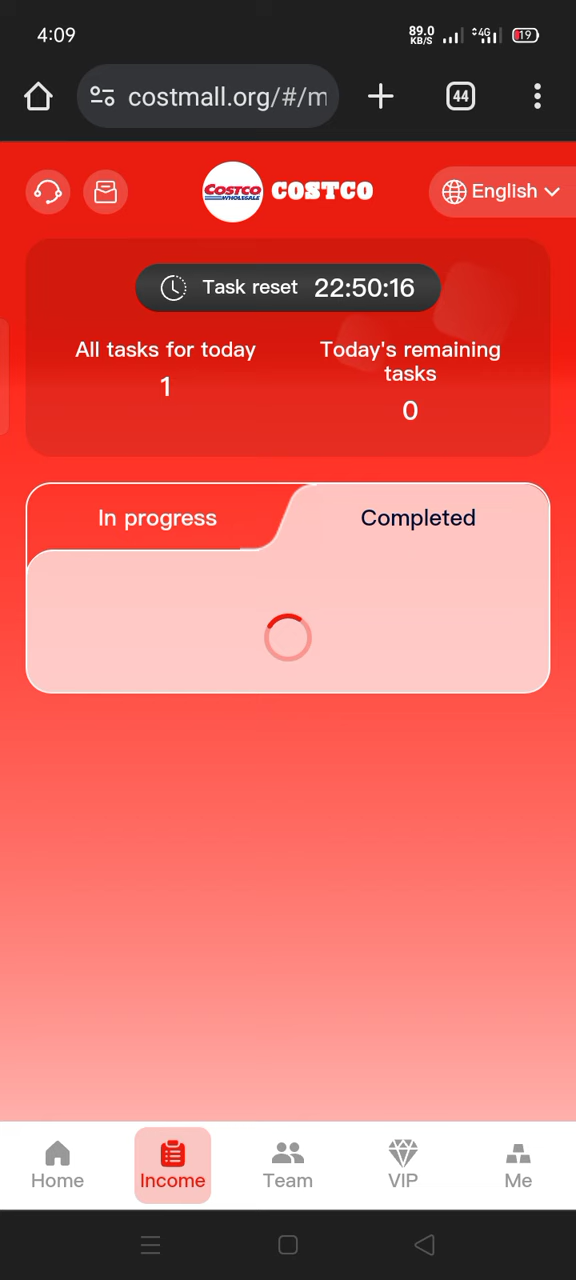 4:09
89.0
KB/S
4G
19
costmall.org/#/m
44
COSTCO
WHOLESALE
COSTCO
English
Task reset 22:50:16
All tasks for today
1
Today's remaining
tasks
0
In progress
Completed
Home
Income
Team
VIP
Me